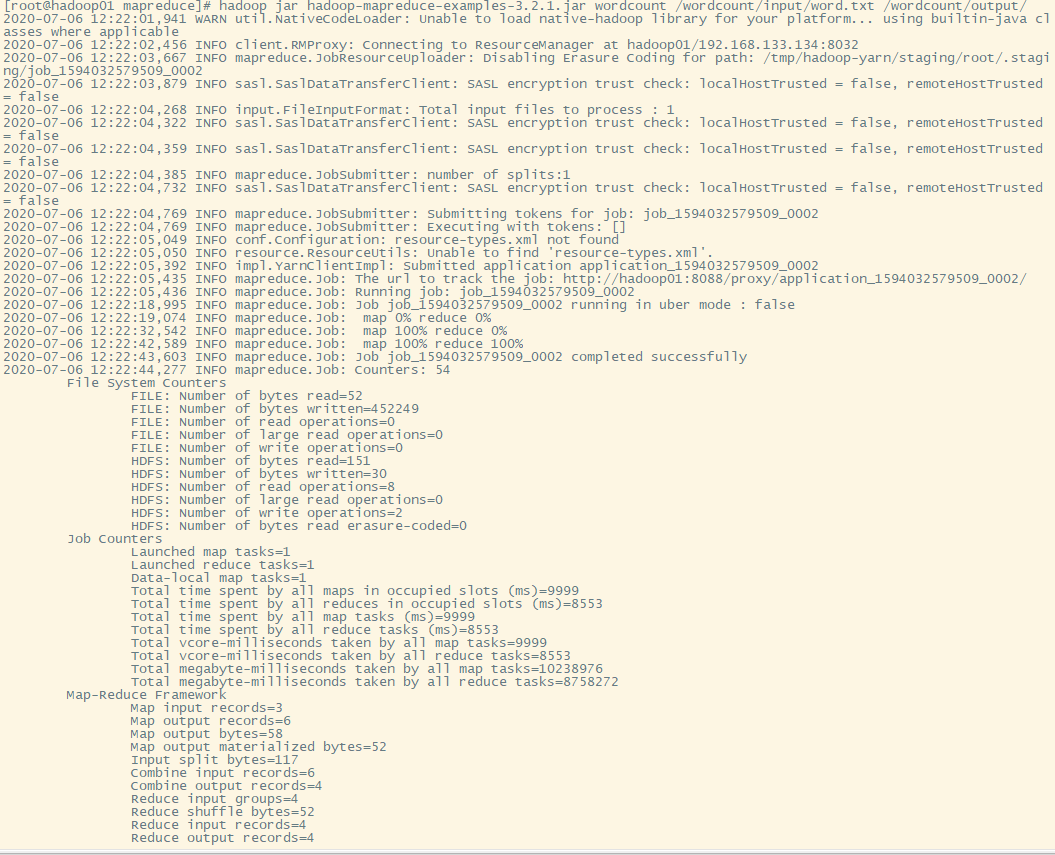 [root@hadoop01 mapreduce]# hadoop jar hadoop-mapreduce-examples-3.2.1.jar wordcount /wordcount/input/word.txt /wordcount/output/
2020-07-06 12:22:01,941 WARN util.NativeCodeLoader: Unable to load native-hadoop library for your platform... using builtin-java cl
asses where applicable
2020-07-06 12:22:02,456 INFO client.RMProxy: Connecting to ResourceManager at hadoop01/192.168.133.134:8032
2020-07-06 12:22:03,667 INFO mapreduce.JobResourceUploader: Disabling Erasure Coding for path: /tmp/hadoop-yarn/staging/root/.stagi
ng/job_1594032579509_0002
2020-07-06 12:22:03,879 INFO sasl.SaslDataTransferClient: SASL encryption trust check: localHostTrusted = false, remoteHostTrusted
= false
2020-07-06 12:22:04,268 INFO input.FileInputFormat: Total input files to process : 1
2020-07-06 12:22:04,322 INFO sasl.SaslDataTransferClient: SASL encryption trust check: localHostTrusted = false, remoteHostTrusted
= false
2020-07-06 12:22:04,359 INFO sasl.SaslDataTransferClient: SASL encryption trust check: localHostTrusted = false, remoteHostTrusted
= false
2020-07-06 12:22:04,385 INFO mapreduce.JobSubmitter: number of splits:1
2020-07-06 12:22:04,732 INFO sasl.SaslDataTransferClient: SASL encryption trust check: localHostTrusted = false, remoteHostTrusted
= false
2020-07-06 12:22:04,769 INFO mapreduce.JobSubmitter: Submitting tokens for job: job_1594032579509_0002
2020-07-06 12:22:04,769 INFO mapreduce.JobSubmitter: Executing with tokens: []
2020-07-06 12:22:05,049 INFO conf.Configuration: resource-types.xml not found
2020-07-06 12:22:05,050 INFO resource.ResourceUtils: Unable to find 'resource-types.xml'.
2020-07-06 12:22:05,392 INFO impl.YarnClientImpl: Submitted application application_1594032579509_0002
2020-07-06 12:22:05,435 INFO mapreduce.Job: The url to track the job: http://hadoop01:8088/proxy/application_1594032579509_0002/
2020-07-06 12:22:05,436 INFO mapreduce.Job: Running job: job_1594032579509_0002
2020-07-06 12:22:18,995 INFO mapreduce.Job: Job job_1594032579509_0002 running in uber mode : false
2020-07-06 12:22:19,074 INFO mapreduce.Job:  map 0% reduce 0%
2020-07-06 12:22:32,542 INFO mapreduce.Job:  map 100% reduce 0%
2020-07-06 12:22:42,589 INFO mapreduce.Job:  map 100% reduce 100%
2020-07-06 12:22:43,603 INFO mapreduce.Job: Job job_1594032579509_0002 completed successfully
2020-07-06 12:22:44,277 INFO mapreduce.Job: Counters: 54
File System Counters
FILE: Number of bytes read=52
FILE: Number of bytes written=452249
FILE: Number of read operations=0
FILE: Number of large read operations=0
FILE: Number of write operations=0
HDFS: Number of bytes read=151
HDFS: Number of bytes written=30
HDFS: Number of read operations=8
HDFS: Number of large read operations=0
HDFS: Number of write operations=2
HDFS: Number of bytes read erasure-coded=0
Job Counters
Launched map tasks=1
Launched reduce tasks=1
Data-local map tasks=1
Total time spent by all maps in occupied slots (ms)=9999
Total time spent by all reduces in occupied slots (ms)=8553
Total time spent by all map tasks (ms)=9999
Total time spent by all reduce tasks (ms)=8553
Total vcore-milliseconds taken by all map tasks=9999
Total vcore-milliseconds taken by all reduce tasks=8553
Total megabyte-milliseconds taken by all map tasks=10238976
Total megabyte-milliseconds taken by all reduce tasks=8758272
Map-Reduce Framework
Map input records=3
Map output records=6
Map output bytes=58
Map output materialized bytes=52
Input split bytes=117
Combine input records=6
Combine output records=4
Reduce input groups=4
Reduce shuffle bytes=52
Reduce input records=4
Reduce output records=4